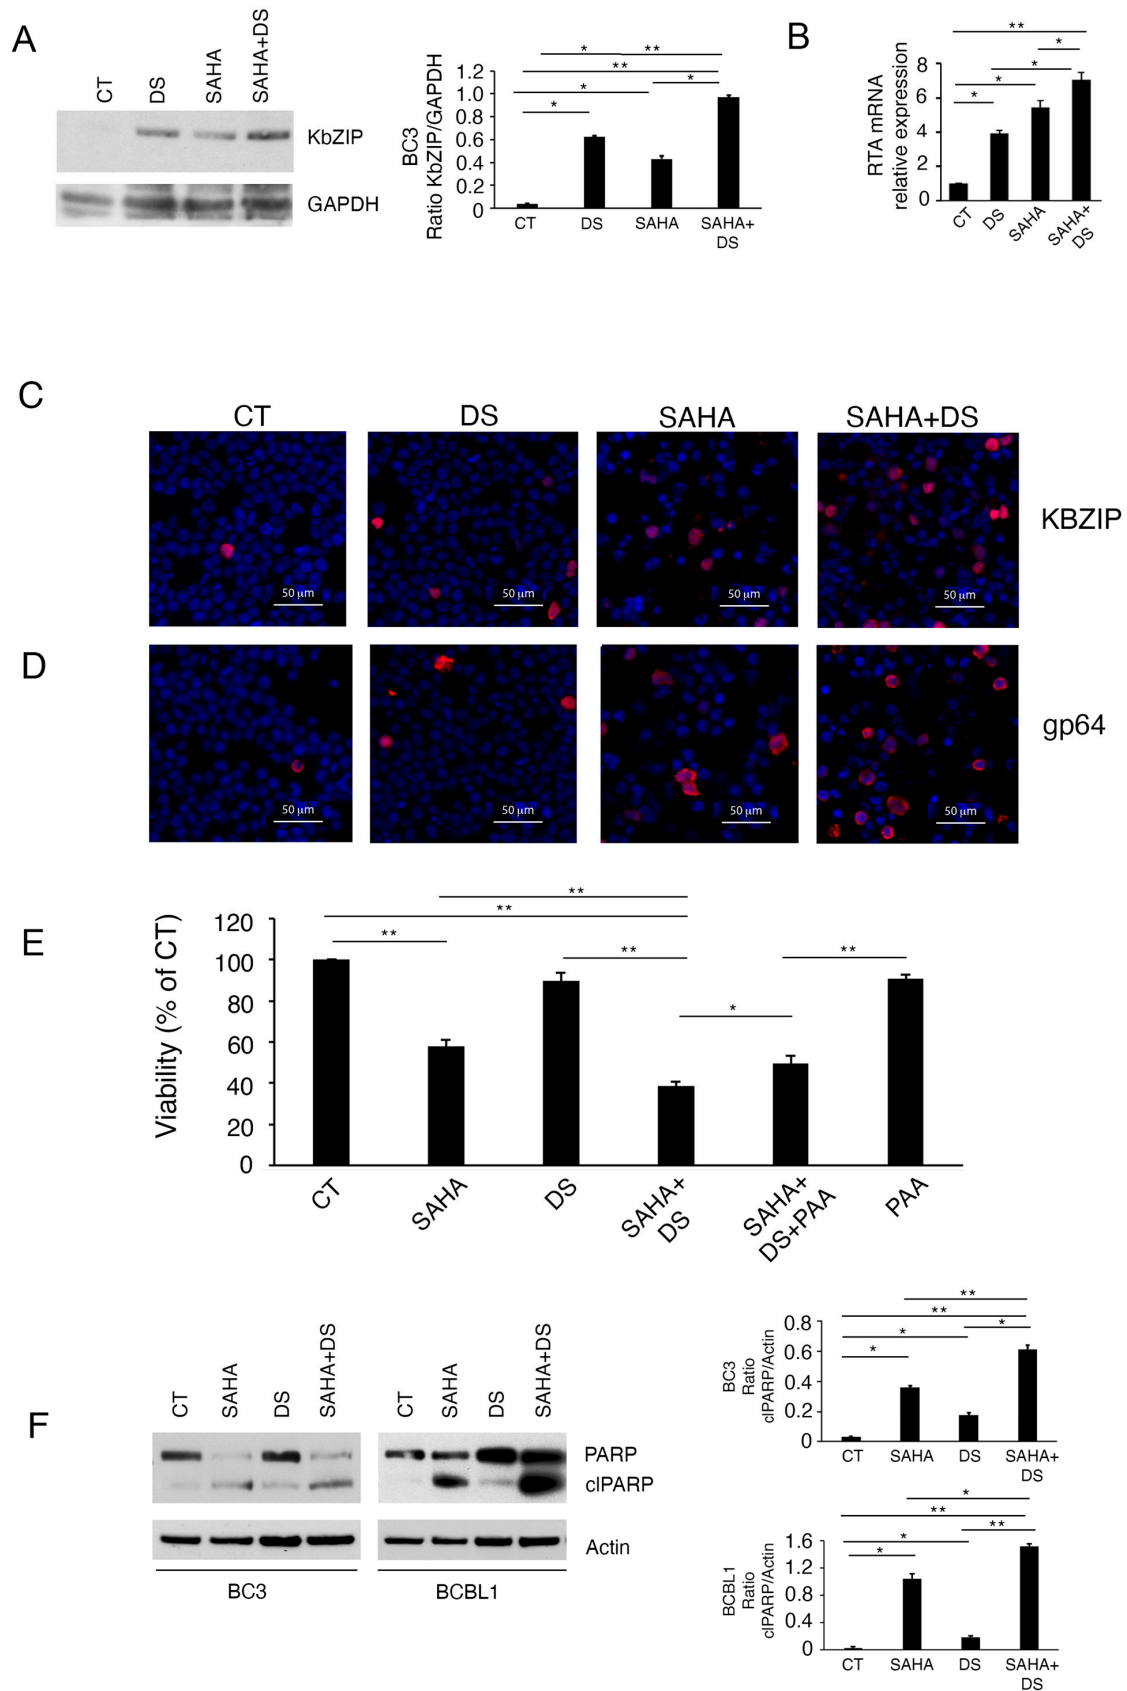 A
CT
DS
SAHA
SAHA+DS
KbZIP
GAPDH
BC3
Ratio KbZIP/GAPDH
1.2
1.0
0.8
0.6
0.4
0.2
0
* **
**
*
*
*
CT
DS
SAHA
SAHA+
DS
B
RTA mRNA
relative expression
8
6
4
2
0
**
*
*
*
*
CT
DS
SAHA
SAHA+
DS
C
CT
DS
SAHA
SAHA+DS
50 μm
50 μm
50 μm
50 μm
KBZIP
D
50 μm
50 μm
50 μm
50 μm
gp64
E
Viability (% of CT)
120
100
80
60
40
20
0
**
**
**
**
**
*
CT
SAHA
DS
SAHA+
DS
SAHA+
DS+PAA
PAA
F
CT
SAHA
DS
SAHA+DS
CT
SAHA
DS
SAHA+DS
PARP
clPARP
Actin
BC3
BCBL1
BC3
Ratio
clPARP/Actin
0.8
0.6
0.4
0.2
0
**
**
*
*
*
CT
SAHA
DS
SAHA+
DS
BCBL1
Ratio
clPARP/Actin
1.6
1.2
0.8
0.4
0
*
**
**
*
*
CT
SAHA
DS
SAHA+
DS